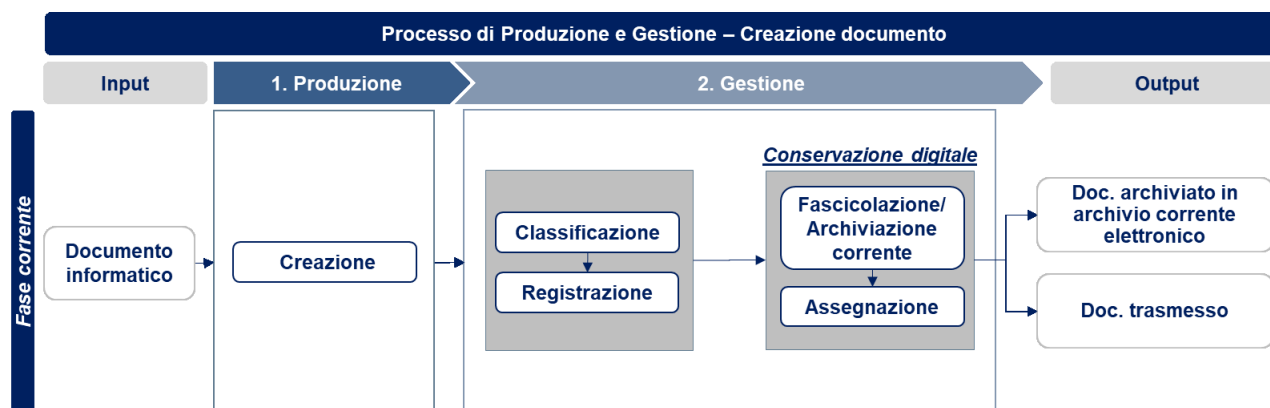 Processo di Produzione e Gestione – Creazione documento
Input
1. Produzione
2. Gestione
Output
Fase corrente
Documento
informatico
Creazione
Classificazione
Registrazione
Conservazione digitale
Fascicolazione/
Archiviazione
corrente
Assegnazione
Doc. archiviato in
archivio corrente
elettronico
Doc. trasmesso